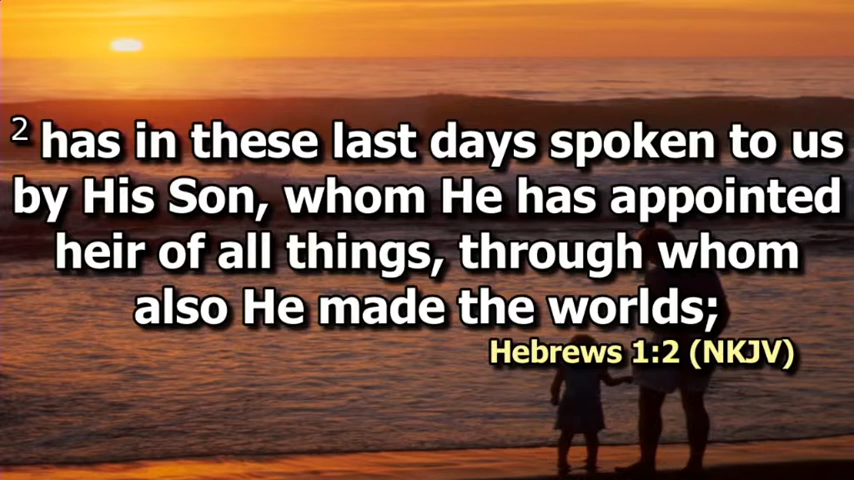 2 has in these last days spoken to us
by His Son, whom He has appointed
heir of all things, through whom
also He made the worlds;
Hebrews 1:2 (NKJV)